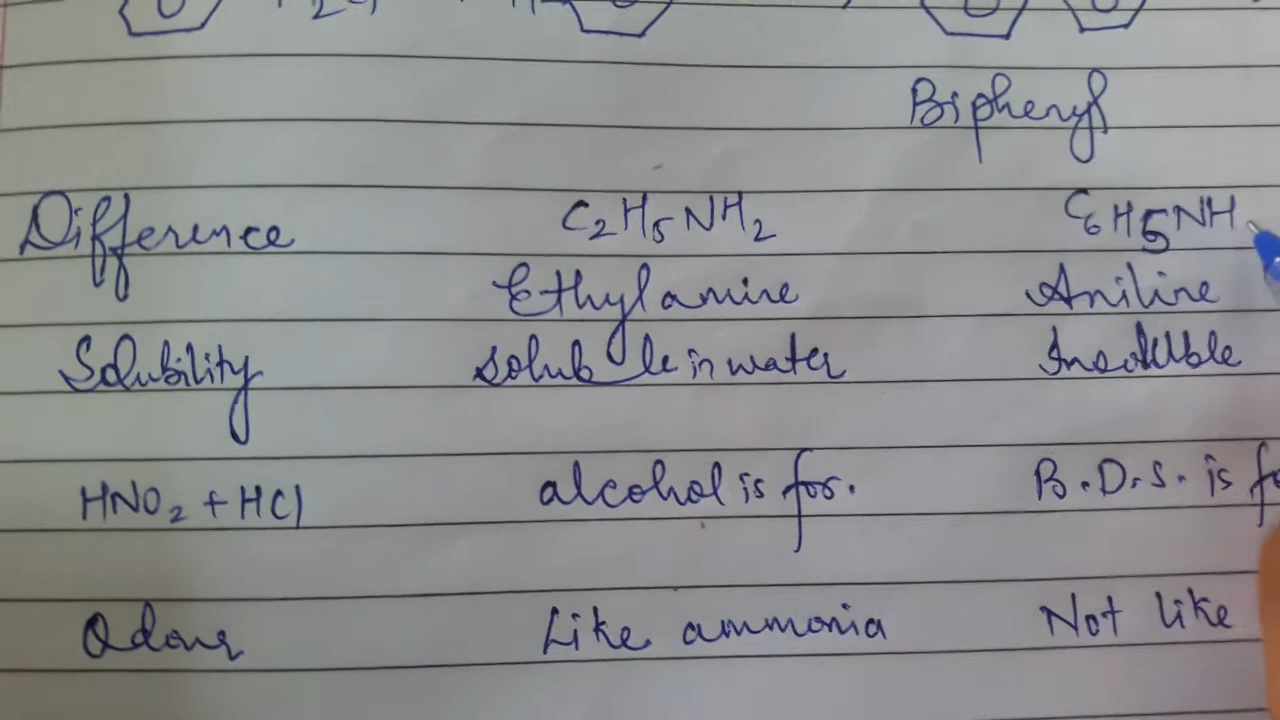 Biphenyl
Difference C2H5NH2 C6H5NH
Ethylamine Aniline
Solubility soluble in water Insoluble
HNO2 + HCl alcohol is for. B.D.S. is fo
Odour Like ammonia Not like